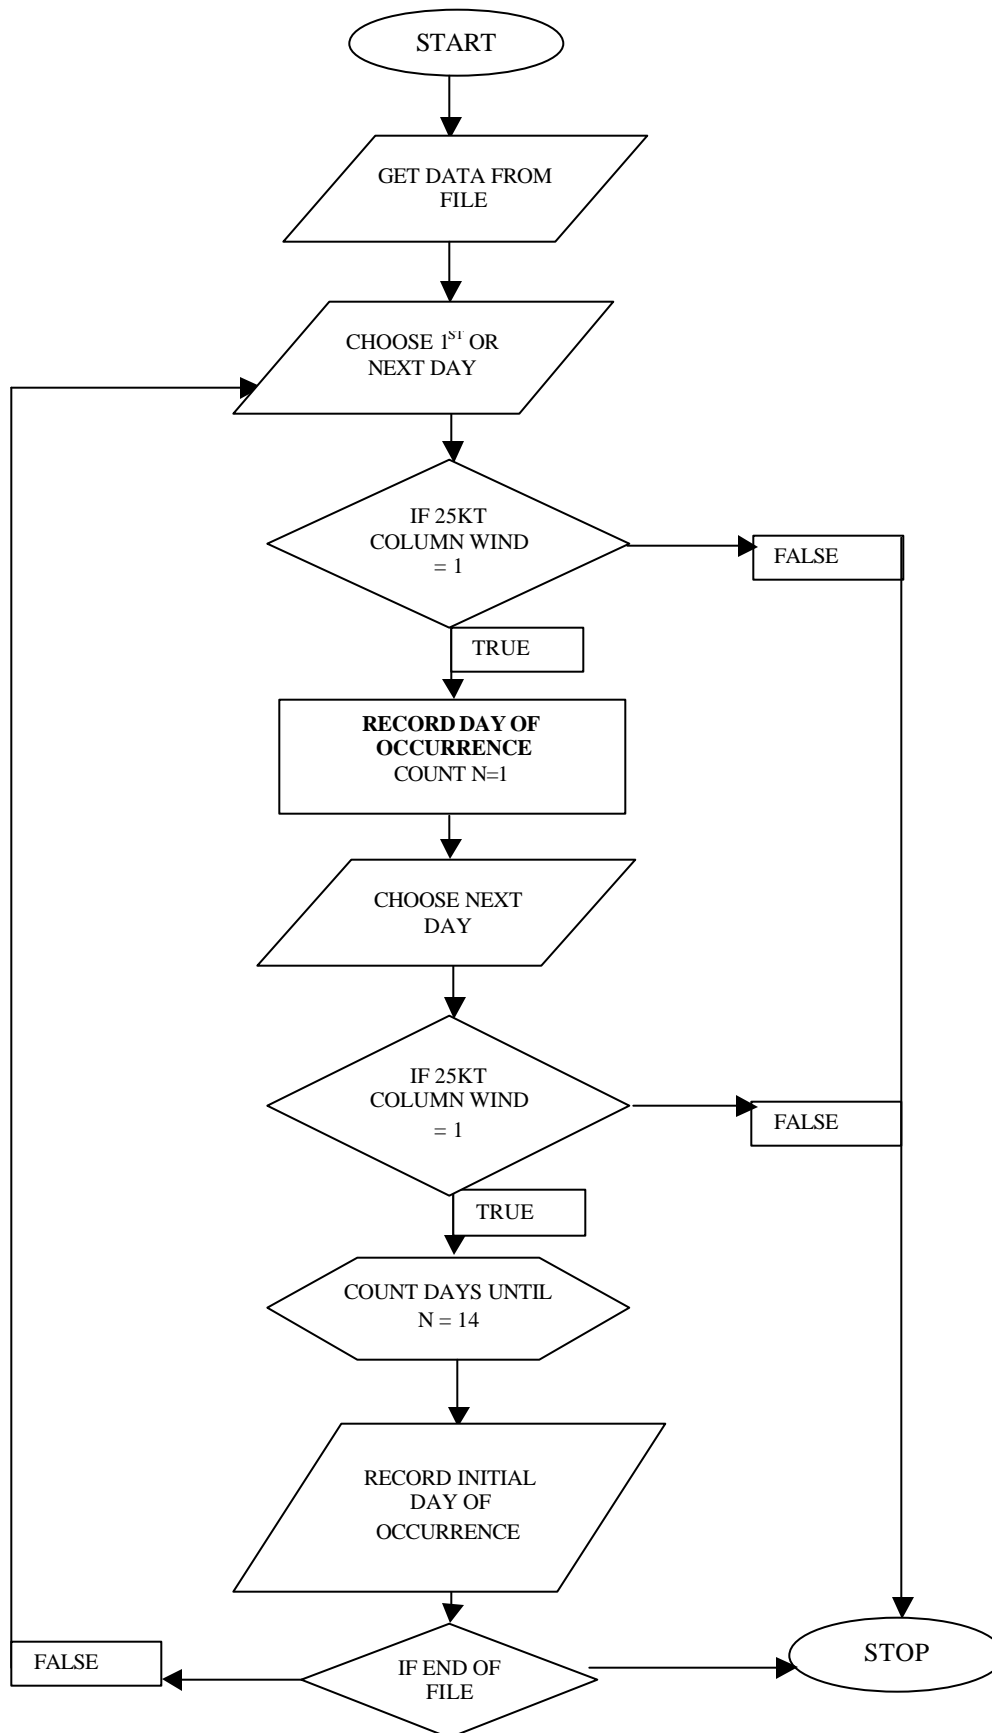 START
GET DATA FROM
FILE
CHOOSE 1ST OR
NEXT DAY
IF 25KT
COLUMN WIND
= 1
FALSE
TRUE
RECORD DAY OF
OCCURRENCE
COUNT N=1
CHOOSE NEXT
DAY
IF 25KT
COLUMN WIND
= 1
FALSE
TRUE
COUNT DAYS UNTIL
N = 14
RECORD INITIAL
DAY OF
OCCURRENCE
FALSE
IF END OF
FILE
STOP